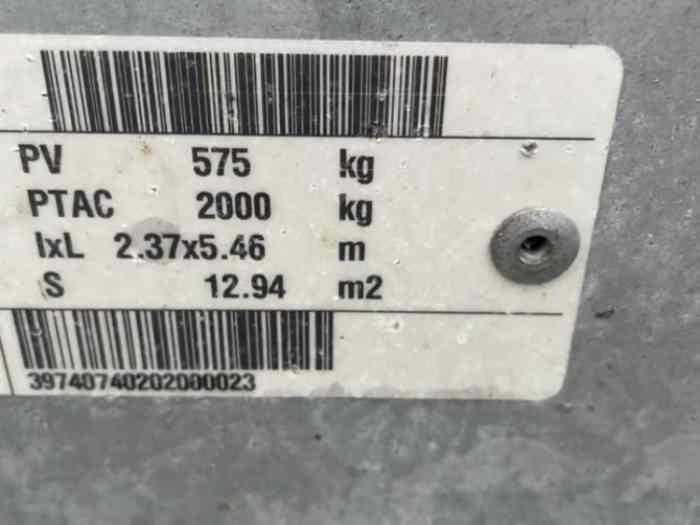 PV 575 kg
PTAC 2000 kg
lxL 2.37x5.46 m
S 12.94 m2
39740740202000023